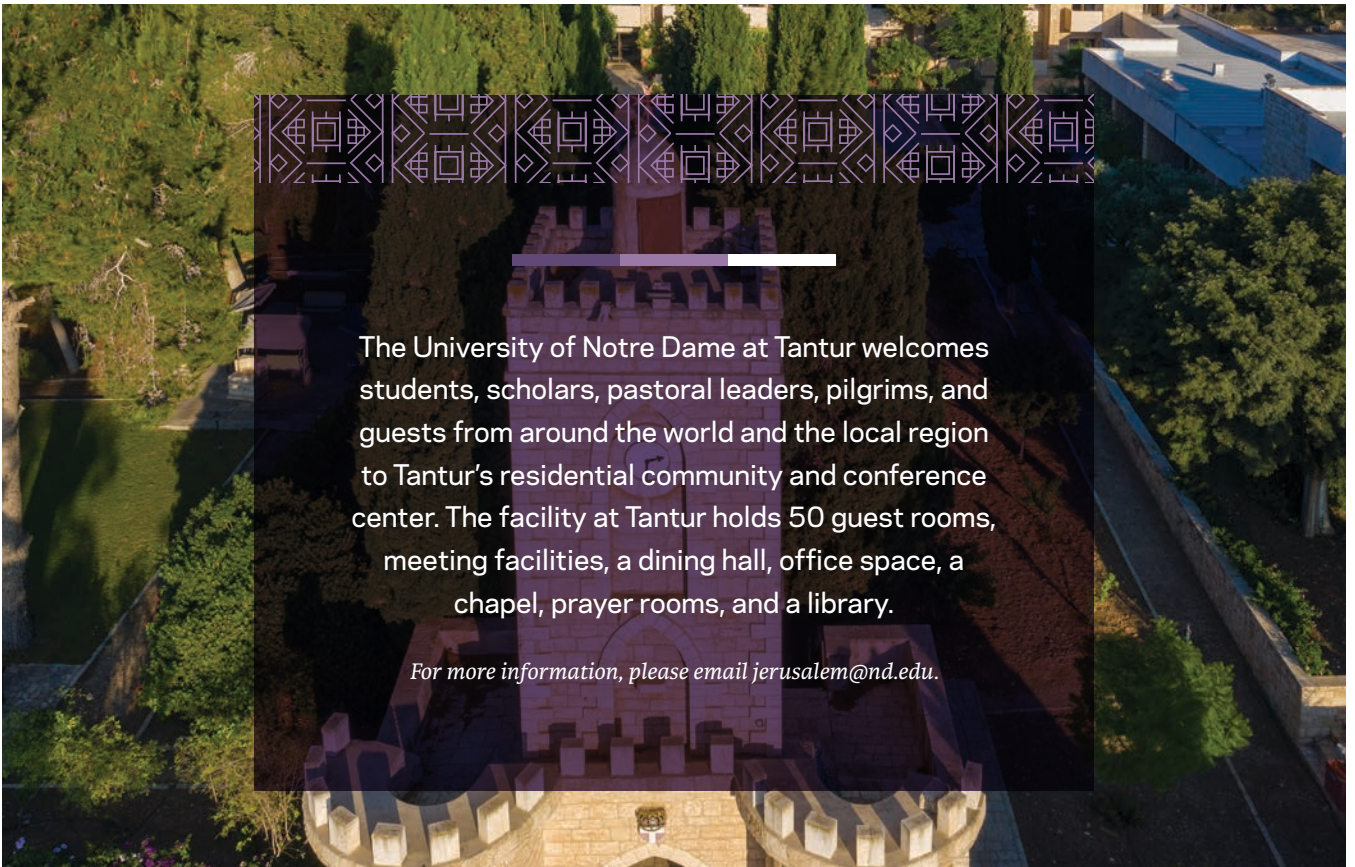 The University of Notre Dame at Tantur welcomes
students, scholars, pastoral leaders, pilgrims, and
guests from around the world and the local region
to Tantur’s residential community and conference
center. The facility at Tantur holds 50 guest rooms,
meeting facilities, a dining hall, office space, a
chapel, prayer rooms, and a library.
For more information, please email jerusalem@nd.edu.